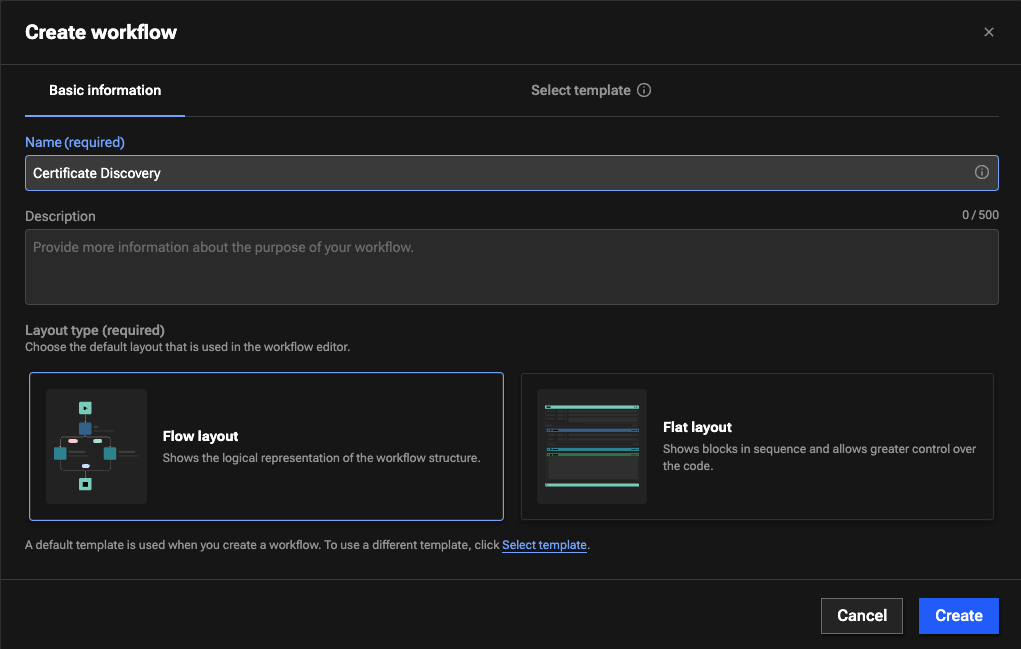 Create workflow
Basic information
Select template
Name (required)
Certificate Discovery
Description
0 / 500
Provide more information about the purpose of your workflow.
Layout type (required)
Choose the default layout that is used in the workflow editor.
Flow layout
Shows the logical representation of the workflow structure.
Flat layout
Shows blocks in sequence and allows greater control over
the code.
A default template is used when you create a workflow. To use a different template, click Select template.
Cancel
Create